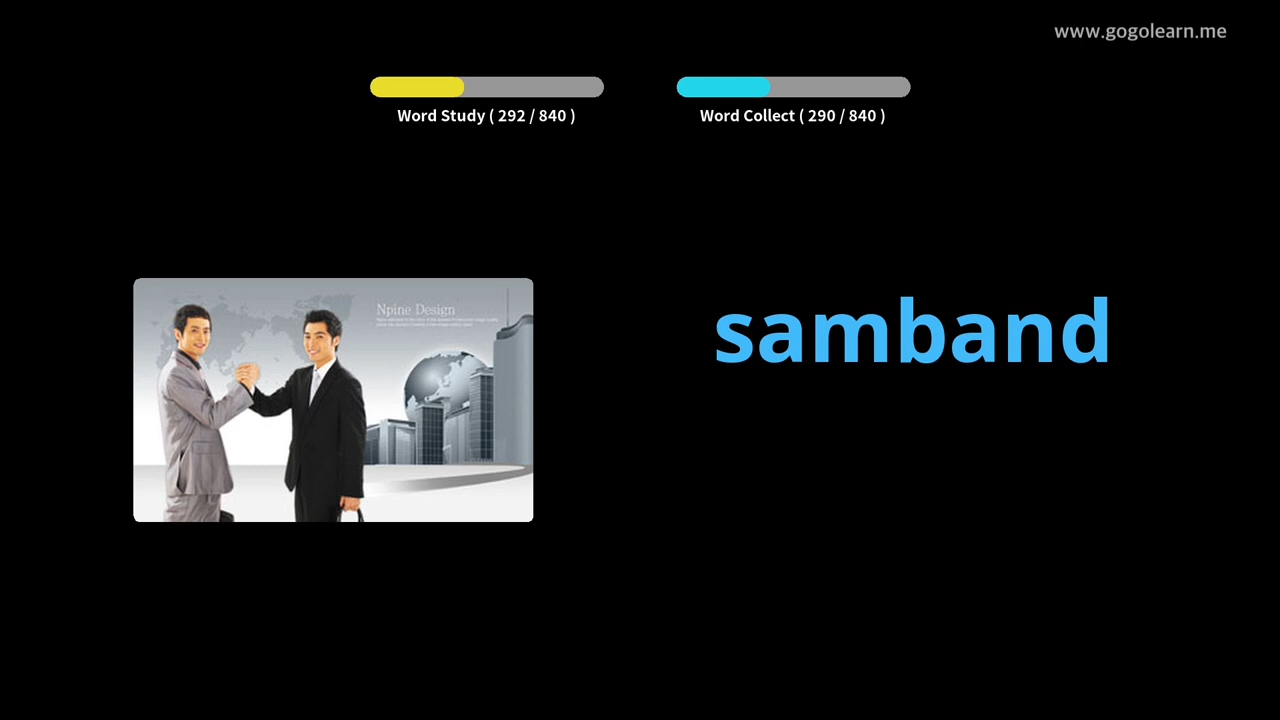 www.gogolearn.me
Word Study ( 292 / 840 )
Word Collect ( 290 / 840 )
Npine Design
samband